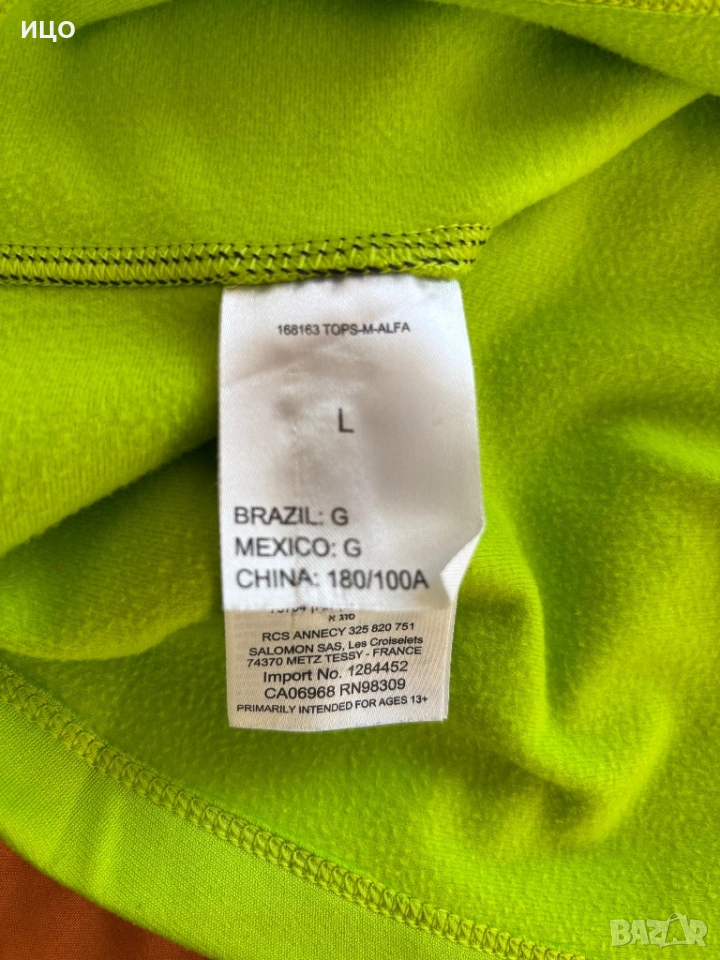 ицо
168163 TOPS-M-ALFA
L
BRAZIL: G
MEXICO: G
CHINA: 180/100A
סוג א
RCS ANNECY 325 820 751
SALOMON SAS, Les Croiselets
74370 METZ TESSY - FRANCE
Import No. 1284452
CA06968 RN98309
PRIMARILY INTENDED FOR AGES 13+
BAZAR